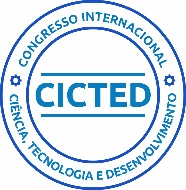 CONGRESSO INTERNACIONAL
CICTED
CIÊNCIA, TECNOLOGIA E DESENVOLVIMENTO